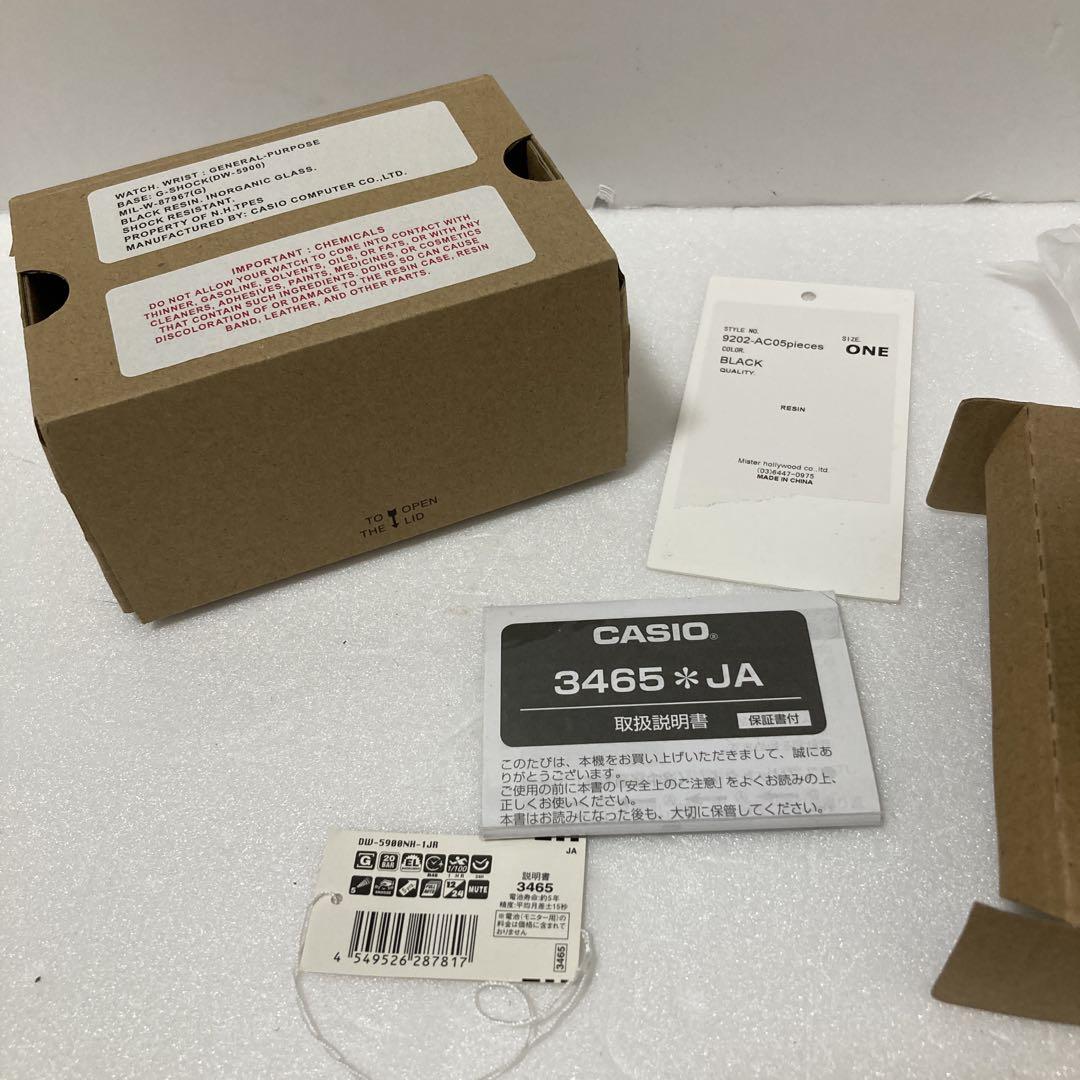 WATCH. WRIST : GENERAL-PURPOSE
BASE: G-SHOCK(DW-5900)
MIL-W-87967(G)
BLACK RESIN. INORGANIC GLASS.
SHOCK RESISTANT.
PROPERTY OF N.H.TPES
MANUFACTURED BY: CASIO COMPUTER CO.,LTD.
IMPORTANT : CHEMICALS
DO NOT ALLOW YOUR WATCH TO COME INTO CONTACT WITH
THINNER, GASOLINE, SOLVENTS, OILS, OR FATS, OR WITH ANY
CLEANERS, ADHESIVES, PAINTS, MEDICINES, OR COSMETICS
THAT CONTAIN SUCH INGREDIENTS. DOING SO CAN CAUSE
DISCOLORATION OF OR DAMAGE TO THE RESIN CASE, RESIN
BAND, LEATHER, AND OTHER PARTS.
TO OPEN
THE LID
STYLE NO. SIZE.
9202-AC05pieces ONE
COLOR.
BLACK
QUALITY.
RESIN
Mister hollywood co.,ltd.
(03)6447-0975
MADE IN CHINA
CASIO®
3465＊JA
取扱説明書 保証書付
このたびは、本機をお買い上げいただきまして、誠にあ
りがとうございます。
ご使用の前に本書の「安全上のご注意」をよくお読みの上、
正しくお使いください。
本書はお読みになった後も、大切に保管してください。
DW-5900NH-1JR
JA
G 20 BAR EL 1/100 24H
5 12/24 MUTE
説明書
3465
電池寿命:約5年
精度:平均月差±15秒
※電池(モニター用)の
料金は価格に含まれて
おりません
3465
4 549526 287817